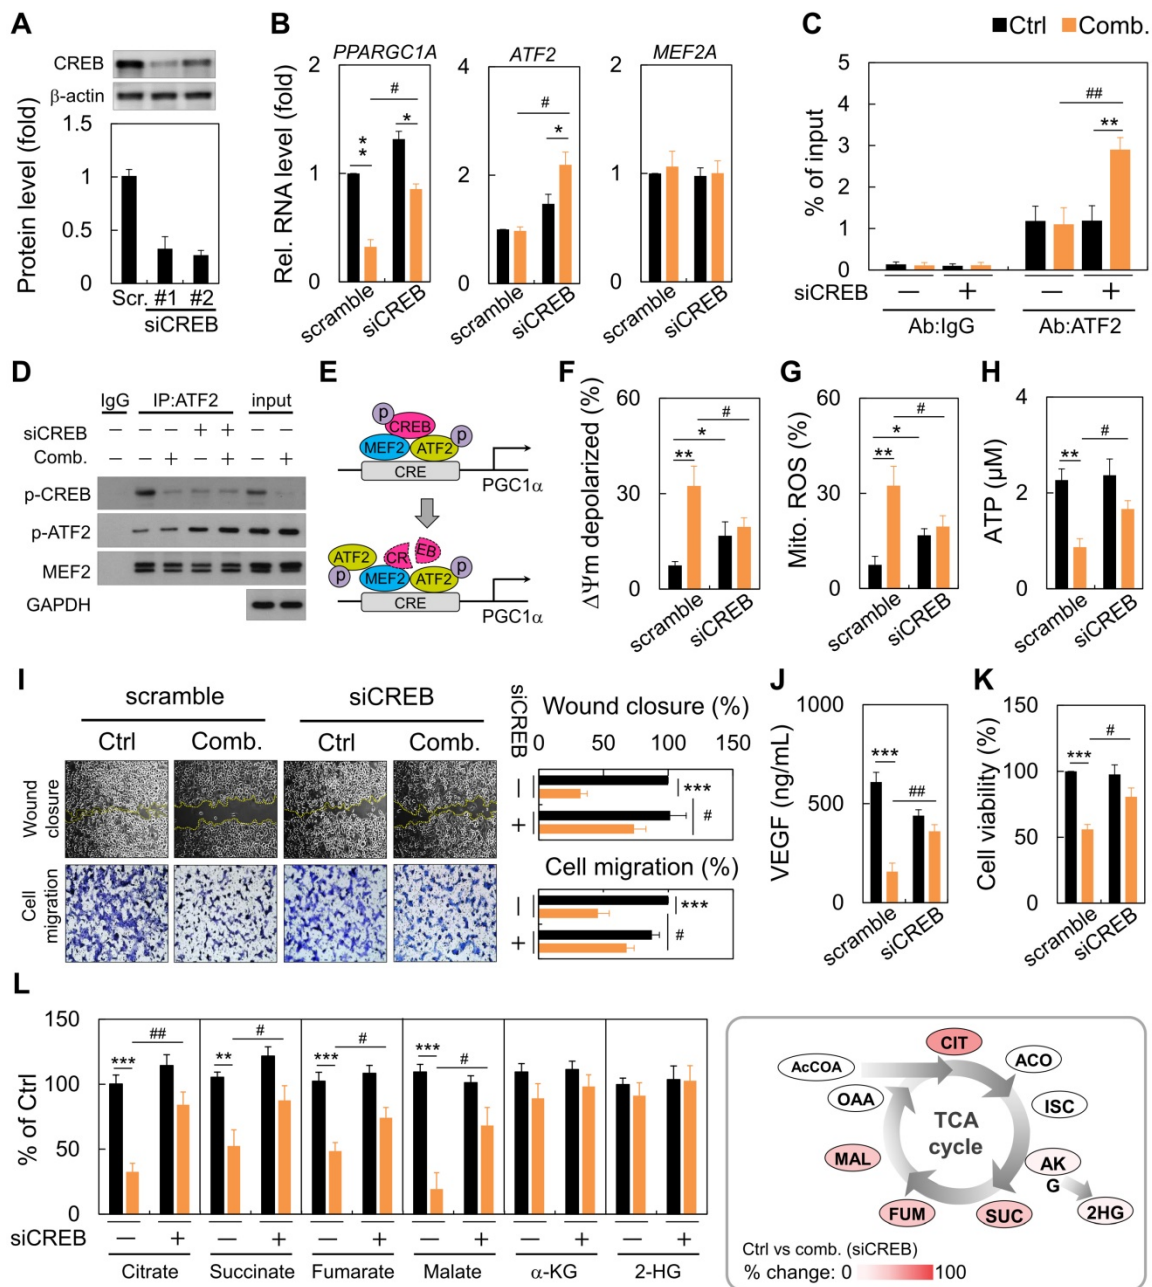 A
CREB
β-actin
Protein level (fold)
1.5
1
0.5
0
Scr. #1 #2
siCREB
B
PPARGC1A
ATF2
MEF2A
Rel. RNA level (fold)
2
1
0
4
2
0
2
1
0
#
*
*
*
#
*
scramble
siCREB
scramble
siCREB
scramble
siCREB
C
Ctrl
Comb.
% of input
5
4
3
2
1
0
##
**
siCREB
— + — +
Ab:IgG
Ab:ATF2
D
IgG IP:ATF2 input
siCREB — — — + + — —
Comb. — — + — + — +
p-CREB
p-ATF2
MEF2
GAPDH
E
p
CREB
p
MEF2
ATF2
CRE
PGC1α
ATF2
CR
EB
p
p
MEF2
ATF2
CRE
PGC1α
F
ΔΨm depolarized (%)
60
30
0
#
*
**
scramble
siCREB
G
Mito. ROS (%)
60
30
0
#
*
**
scramble
siCREB
H
ATP (μM)
4
2
0
#
**
scramble
siCREB
I
scramble
siCREB
Ctrl
Comb.
Ctrl
Comb.
Wound closure
Cell migration
siCREB
Wound closure (%)
0 50 100 150
—
+
***
#
Cell migration (%)
—
+
***
#
J
VEGF (ng/mL)
1000
500
0
***
##
scramble
siCREB
K
Cell viability (%)
150
100
50
0
***
#
scramble
siCREB
L
% of Ctrl
150
100
50
0
*** ##
** #
*** #
*** #
siCREB — + — + — + — + — + — +
Citrate Succinate Fumarate Malate α-KG 2-HG
CIT
AcCOA
ACO
OAA
ISC
TCA
cycle
MAL
AK
G
FUM
SUC
2HG
Ctrl vs comb. (siCREB)
% change: 0 100